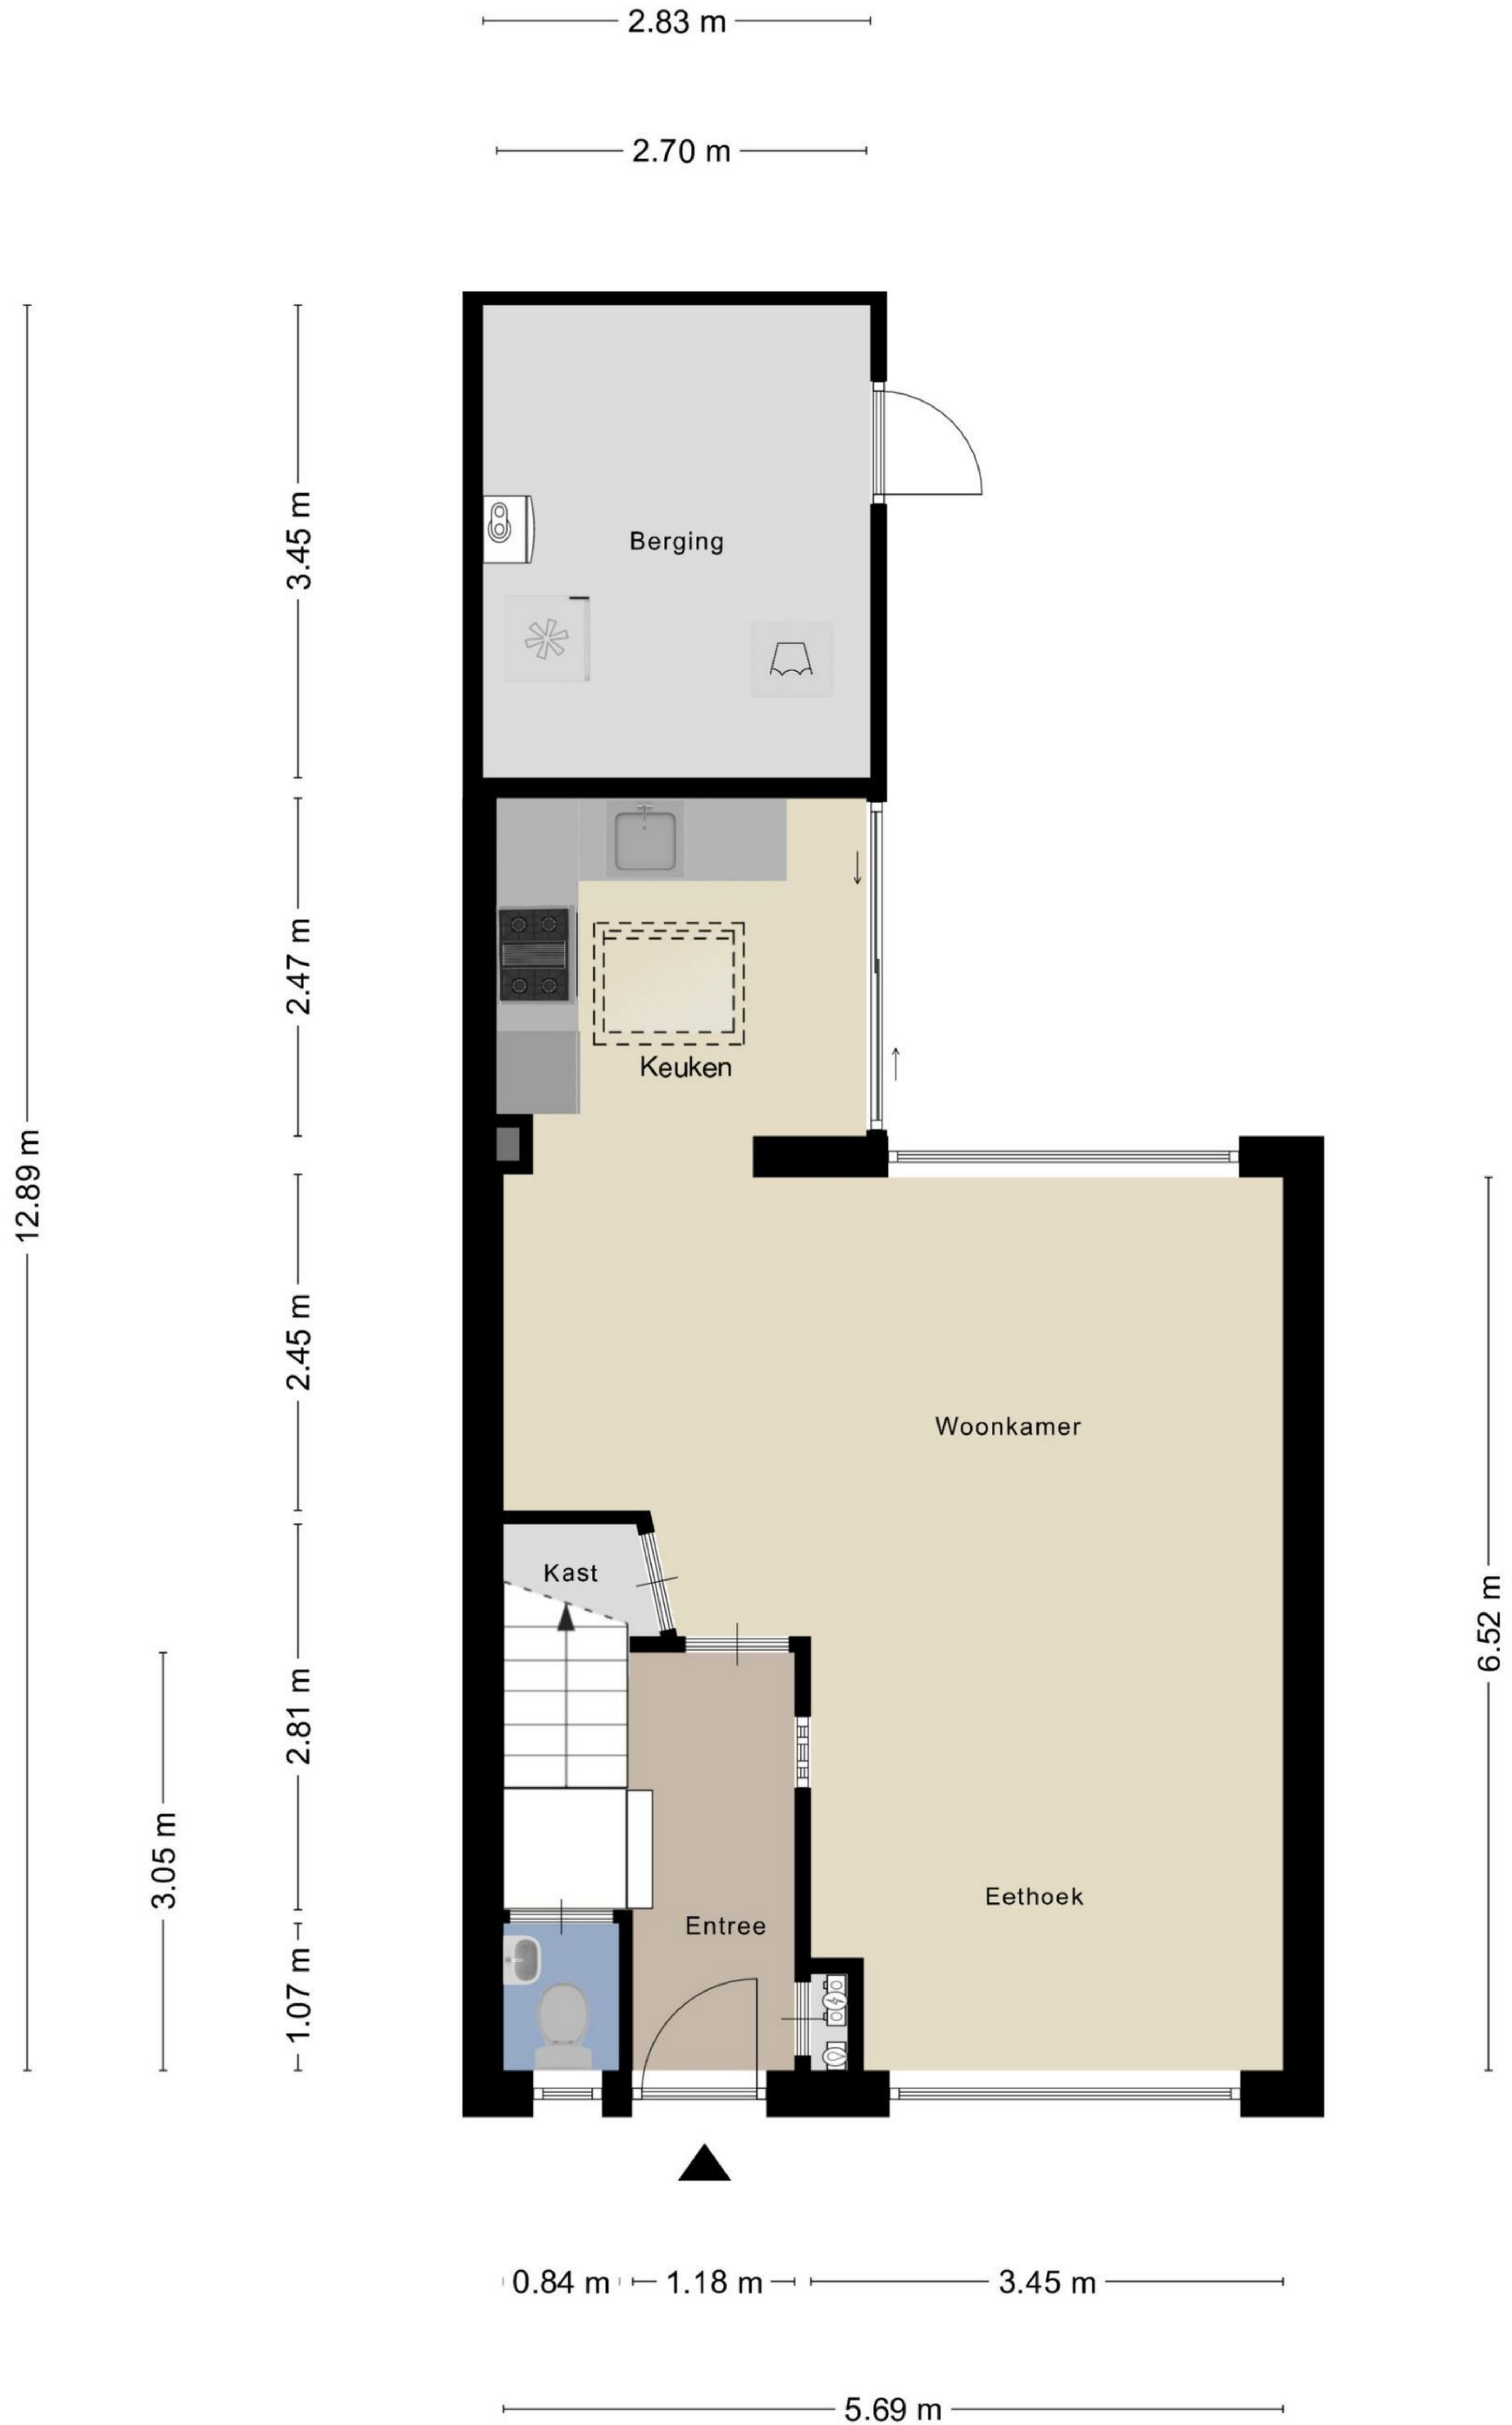 2.83 m
2.70 m
3.45 m
Berging
2.47 m
Keuken
12.89 m
2.45 m
Woonkamer
Kast
6.52 m
2.81 m
3.05 m
Eethoek
Entree
1.07 m
0.84 m
1.18 m
3.45 m
5.69 m